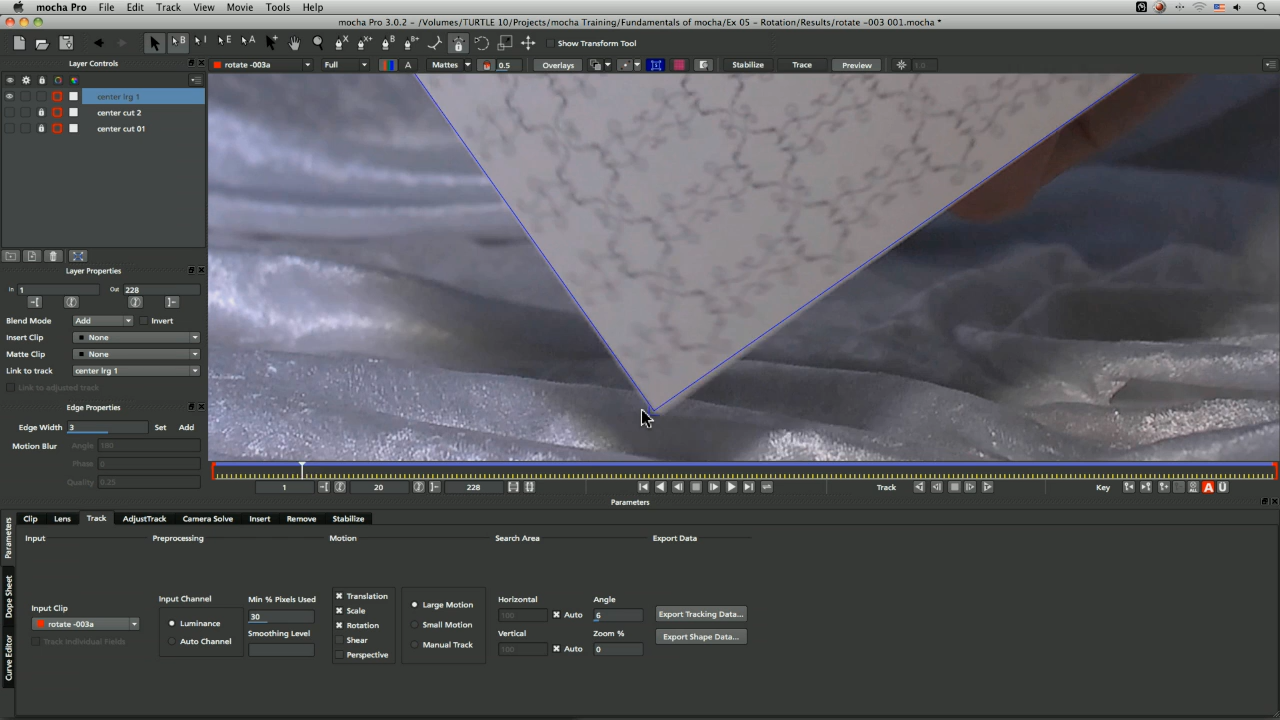 mocha Pro File Edit View Movie Tools Help
mocha Pro 3.0.2 - /Volumes/TURTLE 10/Projects/mocha Training/Fundamentals of mocha/Ex 05 - Rotation/Results/rotate -003 001.mocha *
Show Transform Tool
Layer Controls
rotate -003a Full A Mattes 0.5 Overlays Stabilize Trace Preview 1.0
center lrg 1
center cut 2
center cut 01
Layer Properties
In 1 Out 228
Blend Mode Add Invert
Insert Clip None
Matte Clip None
Link to track center lrg 1
Link to adjusted track
Edge Properties
Edge Width 3 Set Add
Motion Blur Angle 180
Phase 0
Quality 0.25
1 20 228 Track Key A U
Parameters
Clip Lens Track AdjustTrack Camera Solve Insert Remove Stabilize
Parameters
Dope Sheet
Curve Editor
Input Preprocessing Motion Search Area Export Data
Input Clip
rotate -003a
Track individual Fields
Input Channel
Luminance
Auto Channel
Min % Pixels Used
30
Smoothing Level
Translation
Scale
Rotation
Shear
Perspective
Large Motion
Small Motion
Manual Track
Horizontal
100 Auto
Vertical
100 Auto
Angle
6
Zoom %
0
Export Tracking Data...
Export Shape Data...